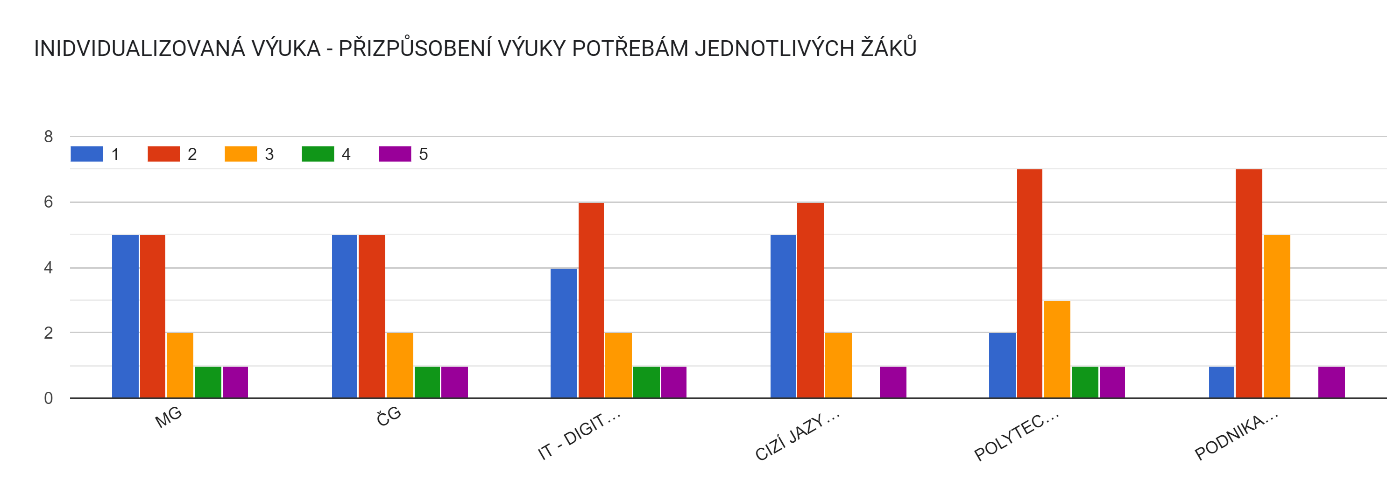 INIDVIDUALIZOVANÁ VÝUKA - PŘIZPŮSOBENÍ VÝUKY POTŘEBÁM JEDNOTLIVÝCH ŽÁKŮ
8
1 2 3 4 5
6
4
2
0
MG ČG IT - DIGIT… CIZÍ JAZY… POLYTEC… PODNIKA…